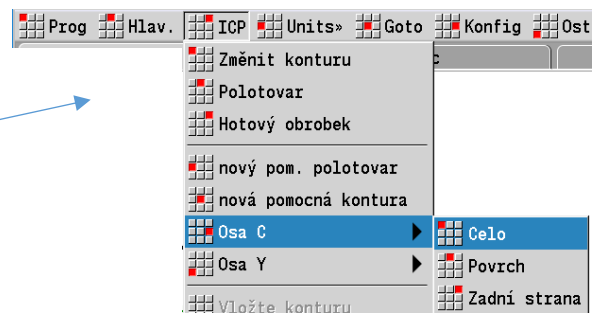 Prog Hlav. ICP Units» Goto Konfig Ost
Změnit konturu
Polotovar
Hotový obrobek
nový pom. polotovar
nová pomocná kontura
Osa C
Celo
Osa Y
Povrch
Vložte konturu
Zadní strana